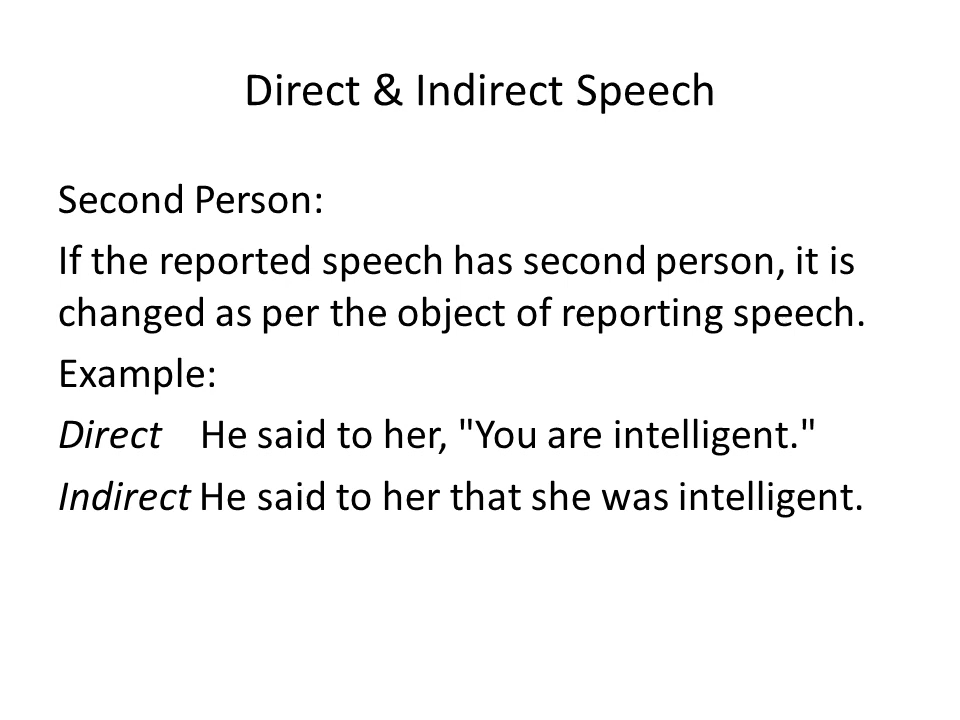 Direct & Indirect Speech
Second Person:
If the reported speech has second person, it is
changed as per the object of reporting speech.
Example:
Direct He said to her, "You are intelligent."
Indirect He said to her that she was intelligent.